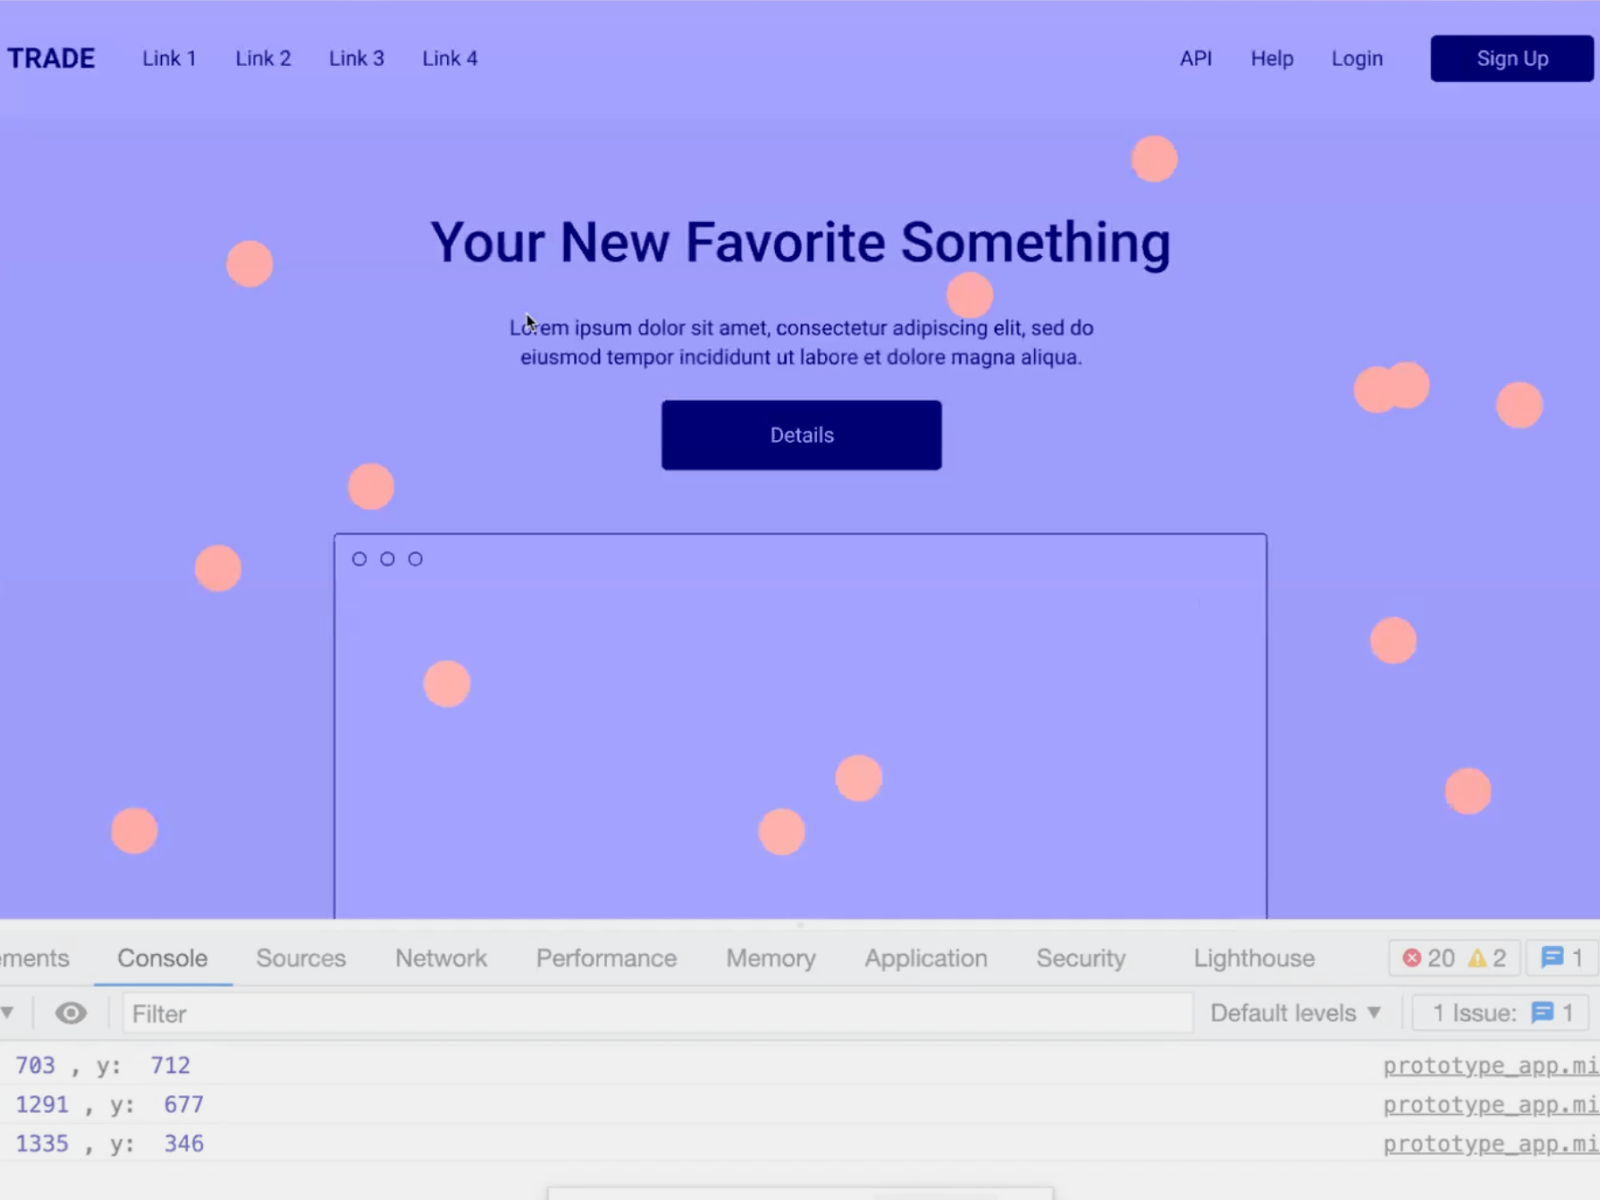 TRADE Link 1 Link 2 Link 3 Link 4 API Help Login Sign Up
Your New Favorite Something
Lorem ipsum dolor sit amet, consectetur adipiscing elit, sed do
eiusmod tempor incididunt ut labore et dolore magna aliqua.
Details
ements Console Sources Network Performance Memory Application Security Lighthouse 20 2 1
Filter Default levels ▼ 1 Issue: 1
703 , y: 712 prototype_app.mi
1291 , y: 677 prototype_app.mi
1335 , y: 346 prototype_app.mi